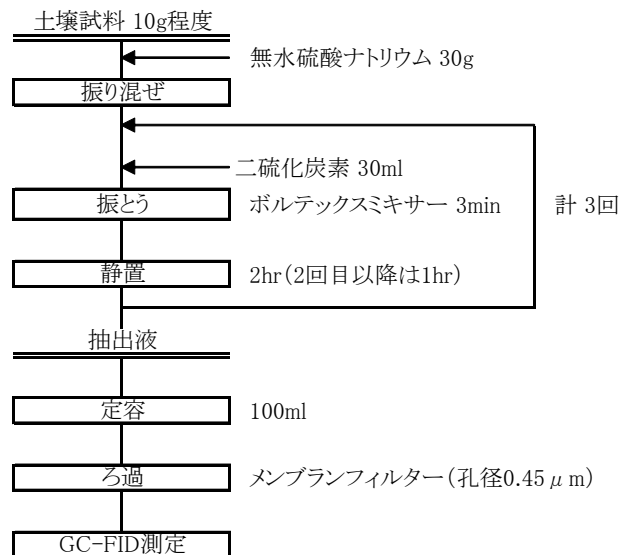 土壌試料 10g程度
無水硫酸ナトリウム 30g
振り混ぜ
二硫化炭素 30ml
振とう
ボルテックスミキサー 3min
計 3回
静置
2hr(2回目以降は1hr)
抽出液
定容
100ml
ろ過
メンブランフィルター(孔径0.45μm)
GC-FID測定